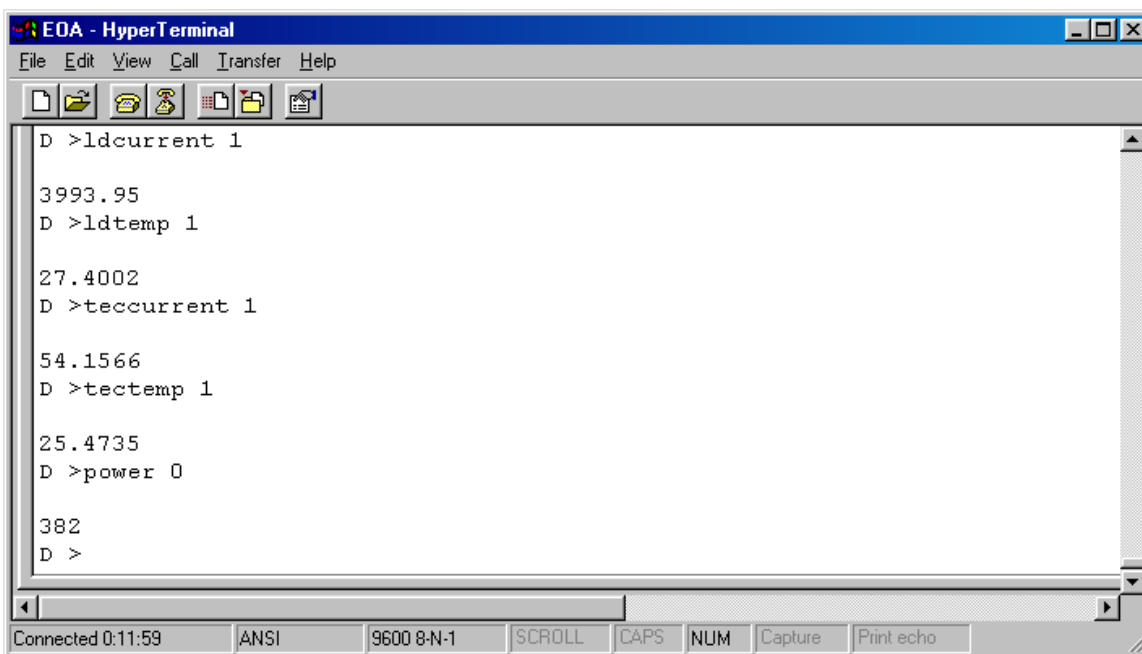 EOA - HyperTerminal
File Edit View Call Transfer Help
D >ldcurrent 1
3993.95
D >ldtemp 1
27.4002
D >teccurrent 1
54.1566
D >tectemp 1
25.4735
D >power 0
382
D >
Connected 0:11:59 ANSI 9600 8-N-1 SCROLL CAPS NUM Capture Print echo